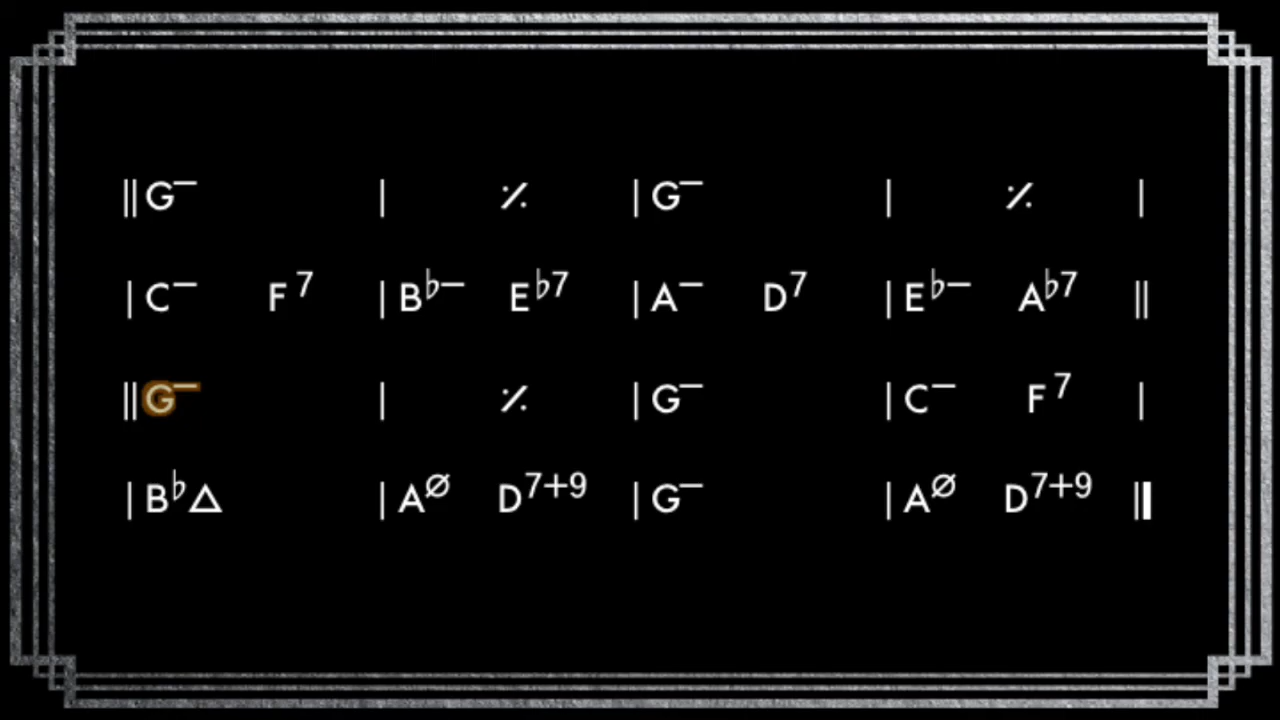 ‖ G– | 𝄎 | G– | 𝄎 |
| C– F7 | B♭– E♭7 | A– D7 | E♭– A♭7 ‖
‖ G– | 𝄎 | G– | C– F7 |
| B♭△ | AØ D7+9 | G– | AØ D7+9 ‖